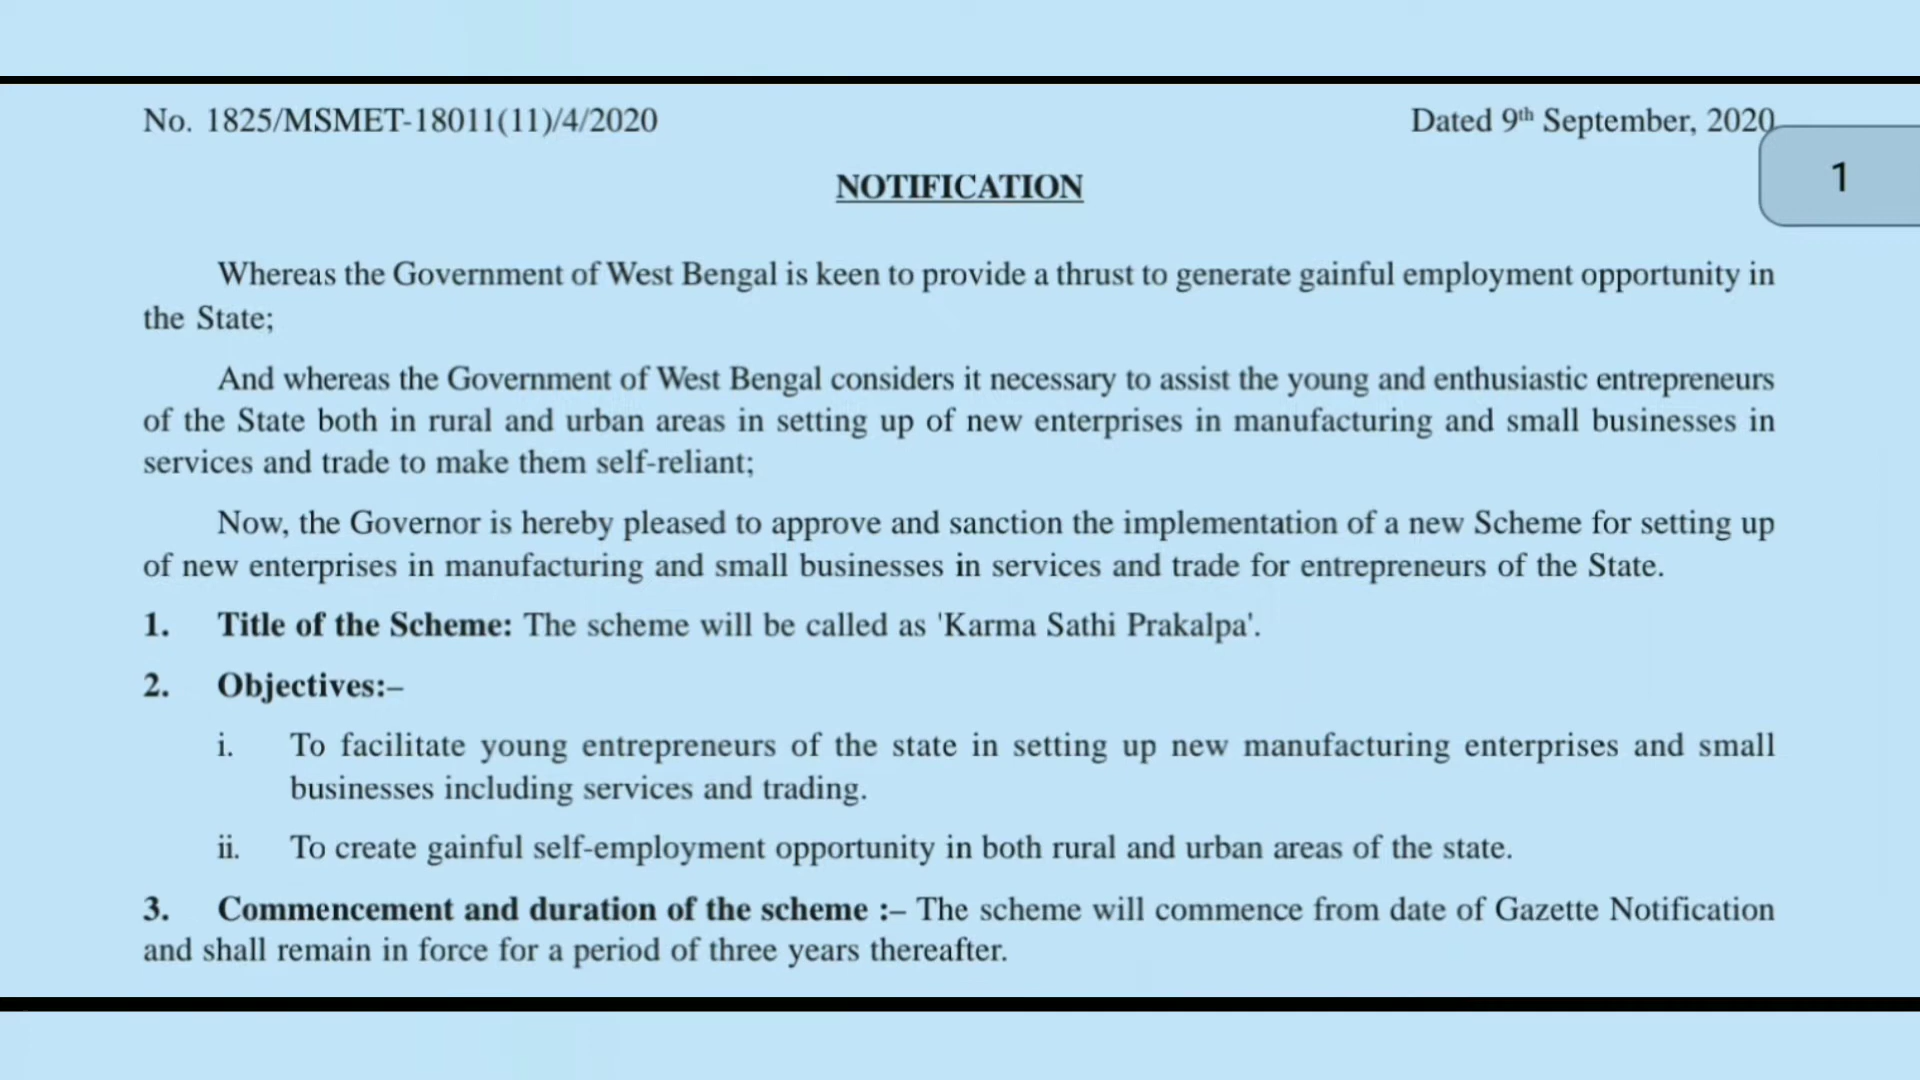 No. 1825/MSMET-18011(11)/4/2020 Dated 9th September, 2020
1
NOTIFICATION
Whereas the Government of West Bengal is keen to provide a thrust to generate gainful employment opportunity in
the State;
And whereas the Government of West Bengal considers it necessary to assist the young and enthusiastic entrepreneurs
of the State both in rural and urban areas in setting up of new enterprises in manufacturing and small businesses in
services and trade to make them self-reliant;
Now, the Governor is hereby pleased to approve and sanction the implementation of a new Scheme for setting up
of new enterprises in manufacturing and small businesses in services and trade for entrepreneurs of the State.
1. Title of the Scheme: The scheme will be called as 'Karma Sathi Prakalpa'.
2. Objectives:–
i. To facilitate young entrepreneurs of the state in setting up new manufacturing enterprises and small
businesses including services and trading.
ii. To create gainful self-employment opportunity in both rural and urban areas of the state.
3. Commencement and duration of the scheme :– The scheme will commence from date of Gazette Notification
and shall remain in force for a period of three years thereafter.